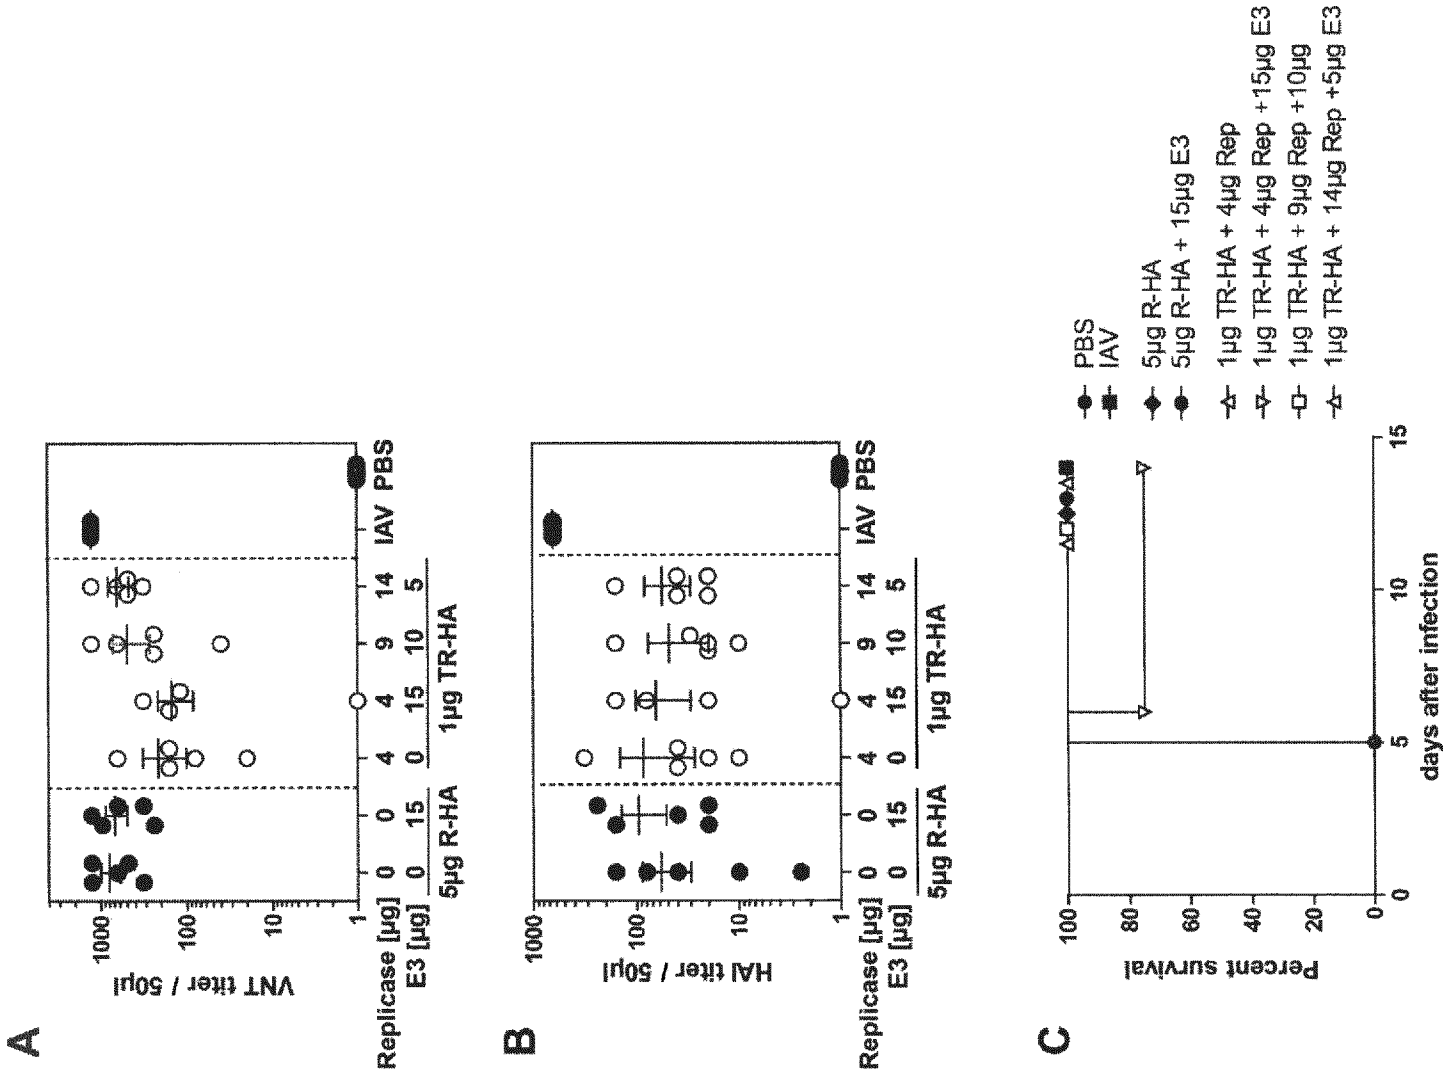 A
VNT titer / 50µl
1000
100
10
1
Replicase [µg] 0 0 4 4 9 14 IAV PBS
E3 [µg] 0 15 0 15 10 5
5µg R-HA 1µg TR-HA
B
HAI titer / 50µl
1000
100
10
1
Replicase [µg] 0 0 4 4 9 14 IAV PBS
E3 [µg] 0 15 0 15 10 5
5µg R-HA 1µg TR-HA
C
Percent survival
100
80
60
40
20
0
0 5 10 15
days after infection
PBS
IAV
5µg R-HA
5µg R-HA + 15µg E3
1µg TR-HA + 4µg Rep
1µg TR-HA + 4µg Rep +15µg E3
1µg TR-HA + 9µg Rep +10µg
1µg TR-HA + 14µg Rep +5µg E3